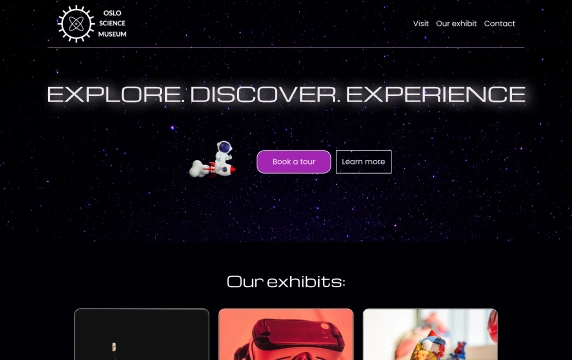 OSLO
SCIENCE
MUSEUM
Visit Our exhibit Contact
EXPLORE. DISCOVER. EXPERIENCE
Book a tour Learn more
Our exhibits: